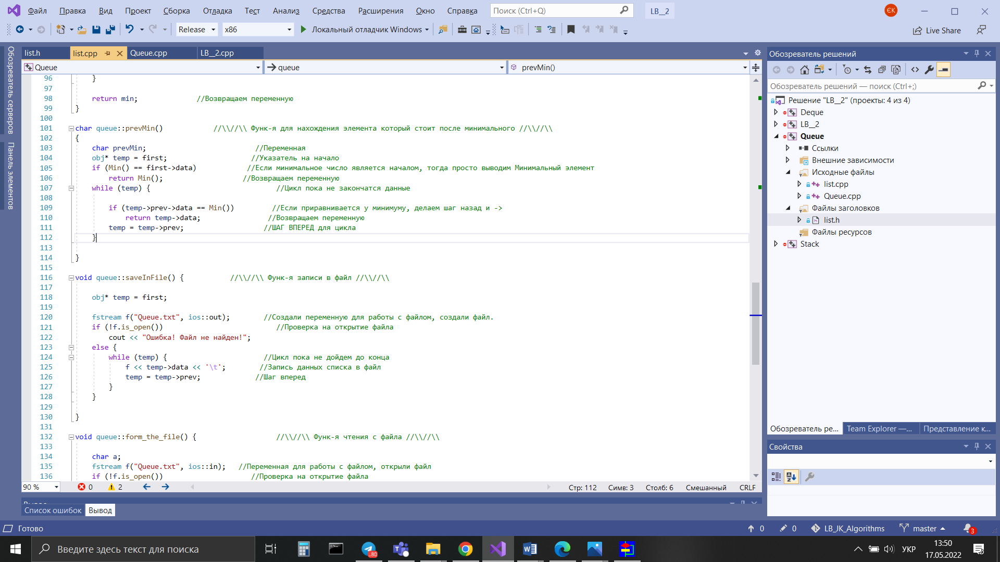 Файл Правка Вид Проект Сборка Отладка Тест Анализ Средства Расширения Окно Справка Поиск (Ctrl+Q) LB__2 ЄК
Release x86 Локальный отладчик Windows Live Share
Обозреватель серверов
Панель элементов
list.h list.cpp Queue.cpp LB__2.cpp
Queue queue prevMin()
96 }
97
98 return min; //Возвращаем переменную
99 }
100
101 char queue::prevMin() //\\//\\ Функ-я для нахождения элемента который стоит после минимального //\\//\\
102 {
103 char prevMin; //Переменная
104 obj* temp = first; //Указатель на начало
105 if (Min() == first->data) //Если минимальное число является началом, тогда просто выводим Минимальный элемент
106 return Min(); //Возвращаем переменную
107 while (temp) { //Цикл пока не закончатся данные
108
109 if (temp->prev->data == Min()) //Если приравнивается у минимуму, делаем шаг назад и ->
110 return temp->data; //Возвращаем переменную
111 temp = temp->prev; //ШАГ ВПЕРЕД для цикла
112 }
113
114 }
115
116 void queue::saveInFile() { //\\//\\ Функ-я записи в файл //\\//\\
117
118 obj* temp = first;
119
120 fstream f("Queue.txt", ios::out); //Создали переменную для работы с файлом, создали файл.
121 if (!f.is_open()) //Проверка на открытие файла
122 cout << "Ошибка! Файл не найден!";
123 else {
124 while (temp) { //Цикл пока не дойдем до конца
125 f << temp->data << '\t'; //Запись данных списка в файл
126 temp = temp->prev; //Шаг вперед
127 }
128 }
129
130 }
131
132 void queue::form_the_file() { //\\//\\ Функ-я чтения с файла //\\//\\
133
134 char a;
135 fstream f("Queue.txt", ios::in); //Переменная для работы с файлом, открыли файл
136 if (!f.is_open()) //Проверка на открытие файла
90 % 0 2 Стр: 112 Симв: 3 Столб: 6 Смешанный CRLF
Вывод
Список ошибок Вывод
Обозреватель решений
Обозреватель решений — поиск (Ctrl+;)
Решение "LB__2" (проекты: 4 из 4)
Deque
LB__2
Queue
Ссылки
Внешние зависимости
Исходные файлы
list.cpp
Queue.cpp
Файлы заголовков
list.h
Файлы ресурсов
Stack
Обозреватель ре... Team Explorer —... Представление к...
Свойства
Готово 0 0 LB_JK_Algorithms master 3
Введите здесь текст для поиска ..80 УКР 13:50
17.05.2022